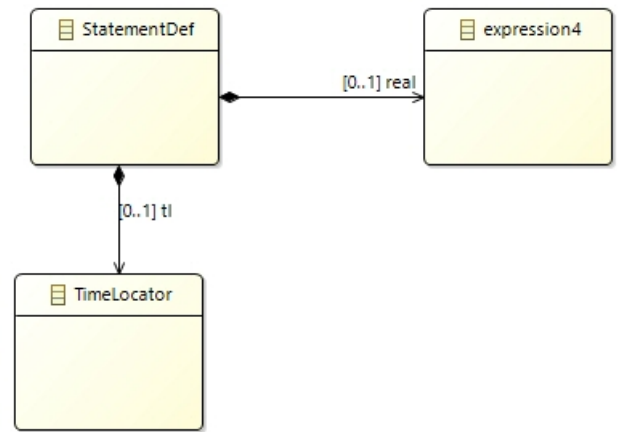 StatementDef
expression4
[0..1] real
[0..1] tl
TimeLocator